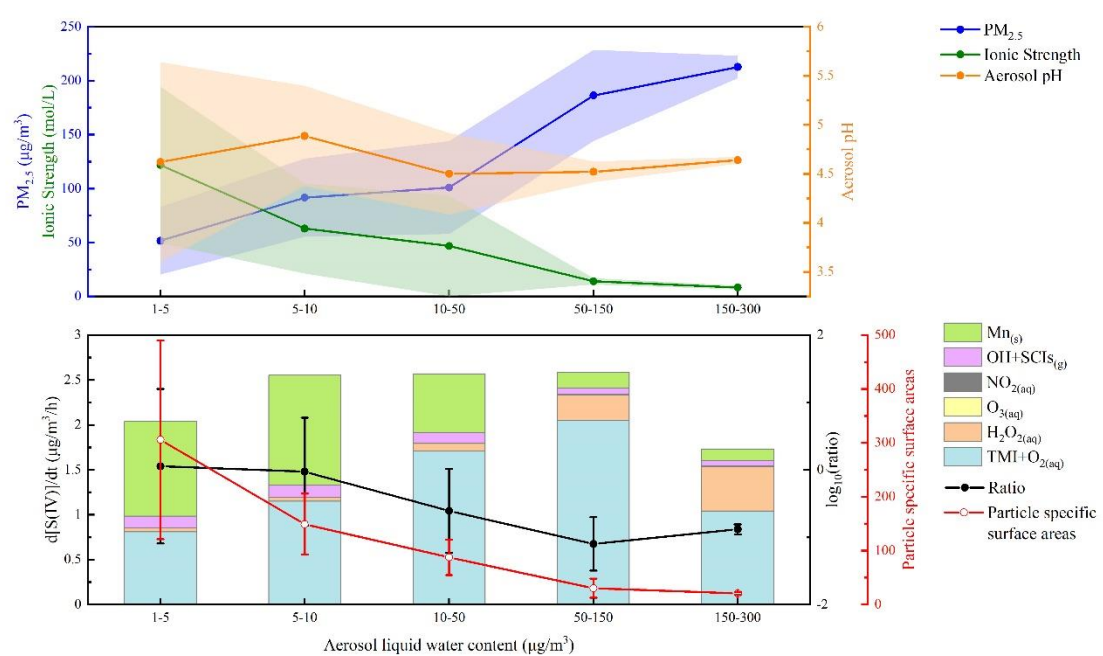 250
200
150
100
50
0
PM2.5 (μg/m³)
Ionic Strength (mol/L)
6
5.5
5
4.5
4
3.5
Aerosol pH
1-5
5-10
10-50
50-150
150-300
PM2.5
Ionic Strength
Aerosol pH
3
2.5
2
1.5
1
0.5
0
d[S(IV)]/dt (μg/m³/h)
2
0
-2
log10(ratio)
500
400
300
200
100
0
Particle specific surface areas
1-5
5-10
10-50
50-150
150-300
Aerosol liquid water content (μg/m³)
Mn(s)
OH+SCIs(g)
NO2(aq)
O3(aq)
H2O2(aq)
TMI+O2(aq)
Ratio
Particle specific
surface areas